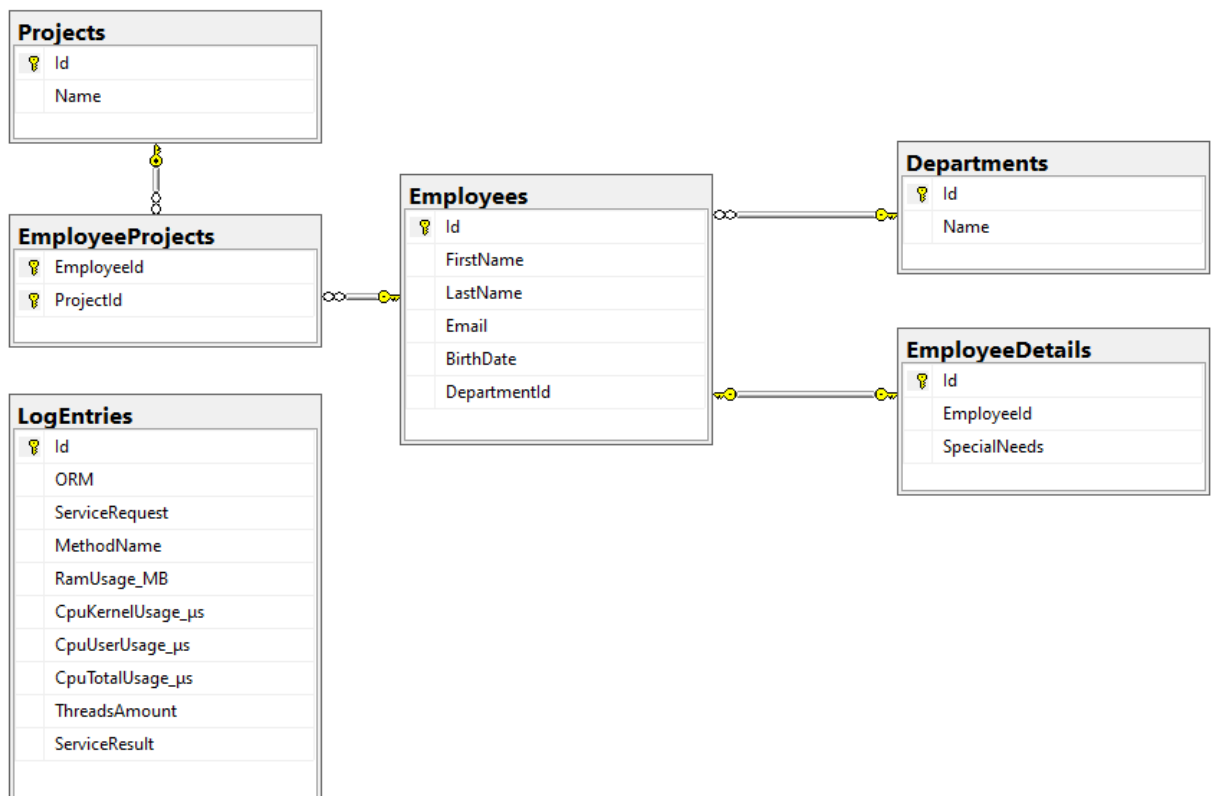 Projects
Id
Name
EmployeeProjects
EmployeeId
ProjectId
LogEntries
Id
ORM
ServiceRequest
MethodName
RamUsage_MB
CpuKernelUsage_µs
CpuUserUsage_µs
CpuTotalUsage_µs
ThreadsAmount
ServiceResult
Employees
Id
FirstName
LastName
Email
BirthDate
DepartmentId
Departments
Id
Name
EmployeeDetails
Id
EmployeeId
SpecialNeeds